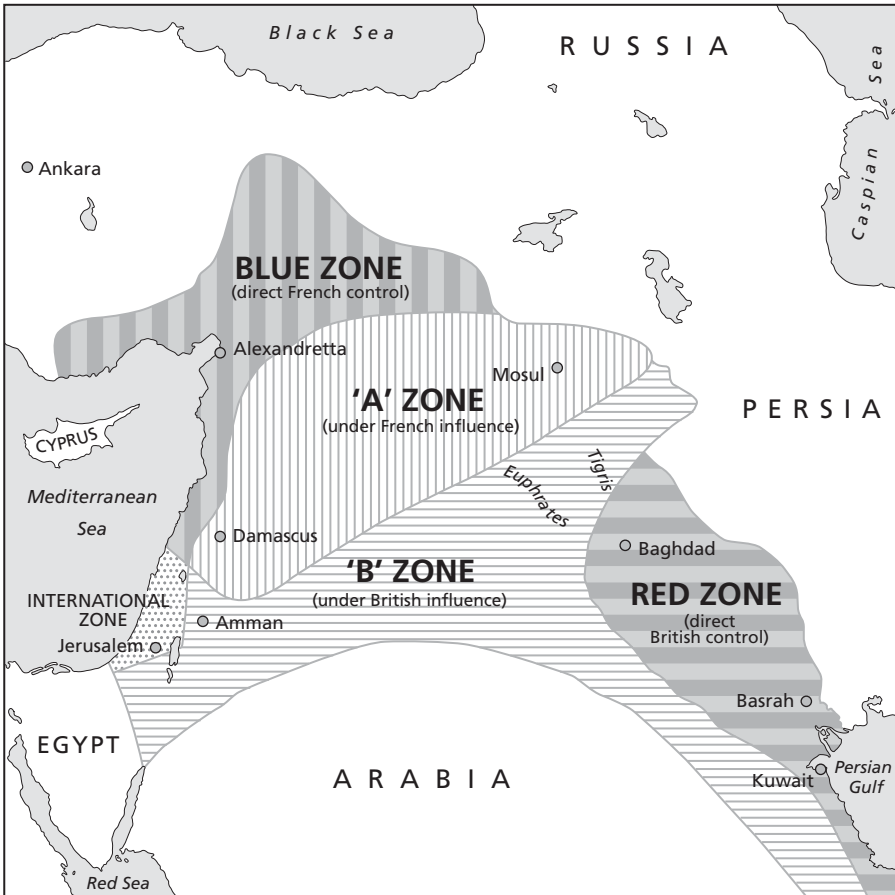 Black Sea
RUSSIA
Caspian Sea
Ankara
BLUE ZONE
(direct French control)
Alexandretta
Mosul
'A' ZONE
(under French influence)
PERSIA
CYPRUS
Mediterranean
Sea
Tigris
Euphrates
Damascus
Baghdad
'B' ZONE
(under British influence)
RED ZONE
(direct
British control)
INTERNATIONAL
ZONE
Amman
Jerusalem
Basrah
EGYPT
ARABIA
Kuwait
Persian
Gulf
Red Sea